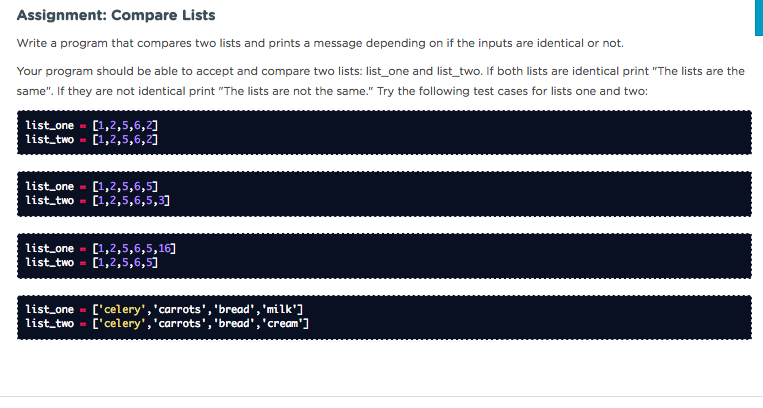 Assignment: Compare Lists
Write a program that compares two lists and prints a message depending on if the inputs are identical or not.
Your program should be able to accept and compare two lists: list_one and list_two. If both lists are identical print "The lists are the
same". If they are not identical print "The lists are not the same." Try the following test cases for lists one and two:
list_one = [1,2,5,6,2]
list_two = [1,2,5,6,2]
list_one = [1,2,5,6,5]
list_two = [1,2,5,6,5,3]
list_one = [1,2,5,6,5,16]
list_two = [1,2,5,6,5]
list_one = ['celery','carrots','bread','milk']
list_two = ['celery','carrots','bread','cream']